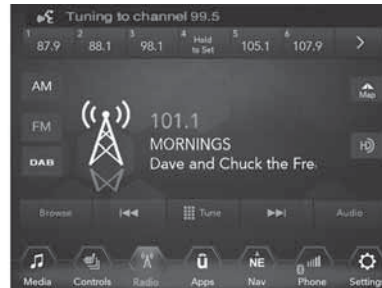 Tuning to channel 99.5
1 2 3 4 5 6
87.9 88.1 98.1 Hold to Set 105.1 107.9
AM
Map
101.1
FM
MORNINGS
HD
DAB
Dave and Chuck the Fre
Browse Tune Audio
û NE
Media Controls Radio Apps Nav Phone Setting